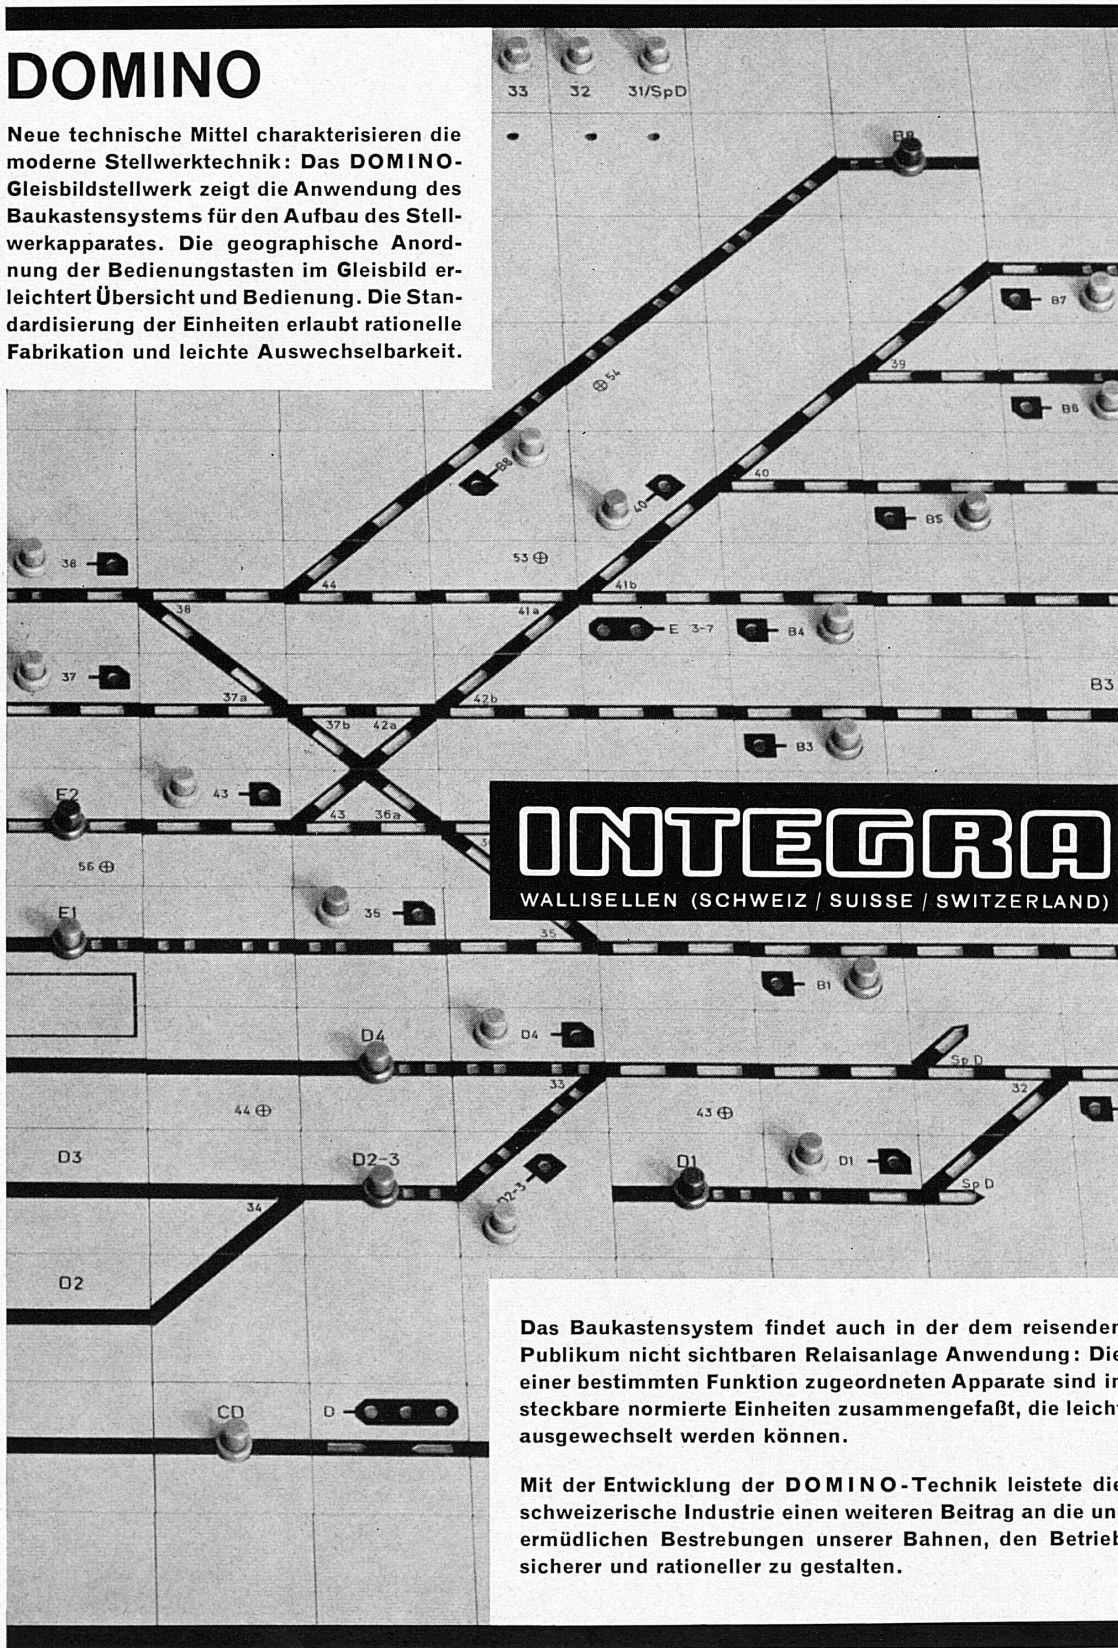 DOMINO
Neue technische Mittel charakterisieren die
moderne Stellwerktechnik: Das DOMINO-
Gleisbildstellwerk zeigt die Anwendung des
Baukastensystems für den Aufbau des Stell-
werkapparates. Die geographische Anord-
nung der Bedienungstasten im Gleisbild er-
leichtert Übersicht und Bedienung. Die Stan-
dardisierung der Einheiten erlaubt rationelle
Fabrikation und leichte Auswechselbarkeit.
33 32 31/SpD
B8
B7
39
54
B6
B8
40
40
B5
38
53
44
41b
38
41a
E 3-7
B4
37
B3
37a
42b
37b 42a
B3
E2
43
43 36a
56
INTEGRA
WALLISELLEN (SCHWEIZ / SUISSE / SWITZERLAND)
E1
35
35
B1
D4
D4
Sp D
33
32
44
43
D3
D2-3
D1
D1
D2-3
Sp D
34
D2
CD
D
Das Baukastensystem findet auch in der dem reisenden
Publikum nicht sichtbaren Relaisanlage Anwendung: Die
einer bestimmten Funktion zugeordneten Apparate sind in
steckbare normierte Einheiten zusammengefaßt, die leicht
ausgewechselt werden können.
Mit der Entwicklung der DOMINO-Technik leistete die
schweizerische Industrie einen weiteren Beitrag an die un-
ermüdlichen Bestrebungen unserer Bahnen, den Betrieb
sicherer und rationeller zu gestalten.